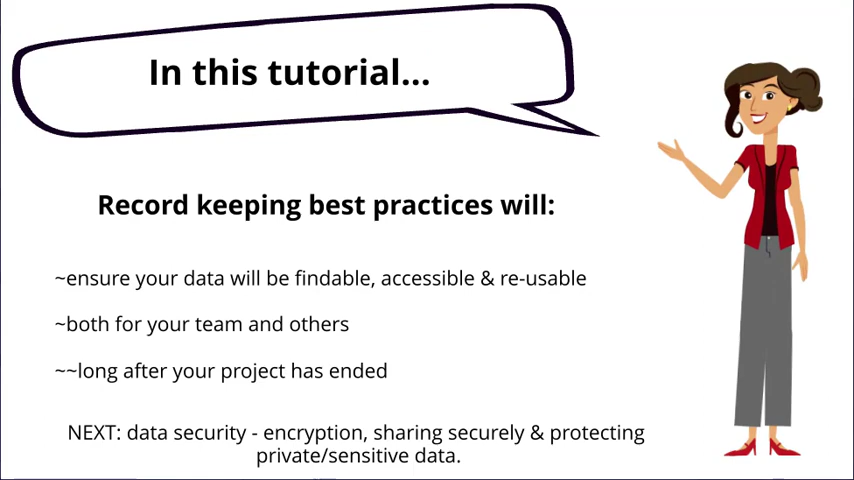 In this tutorial...
Record keeping best practices will:
~ensure your data will be findable, accessible & re-usable
~both for your team and others
~~long after your project has ended
NEXT: data security - encryption, sharing securely & protecting
private/sensitive data.